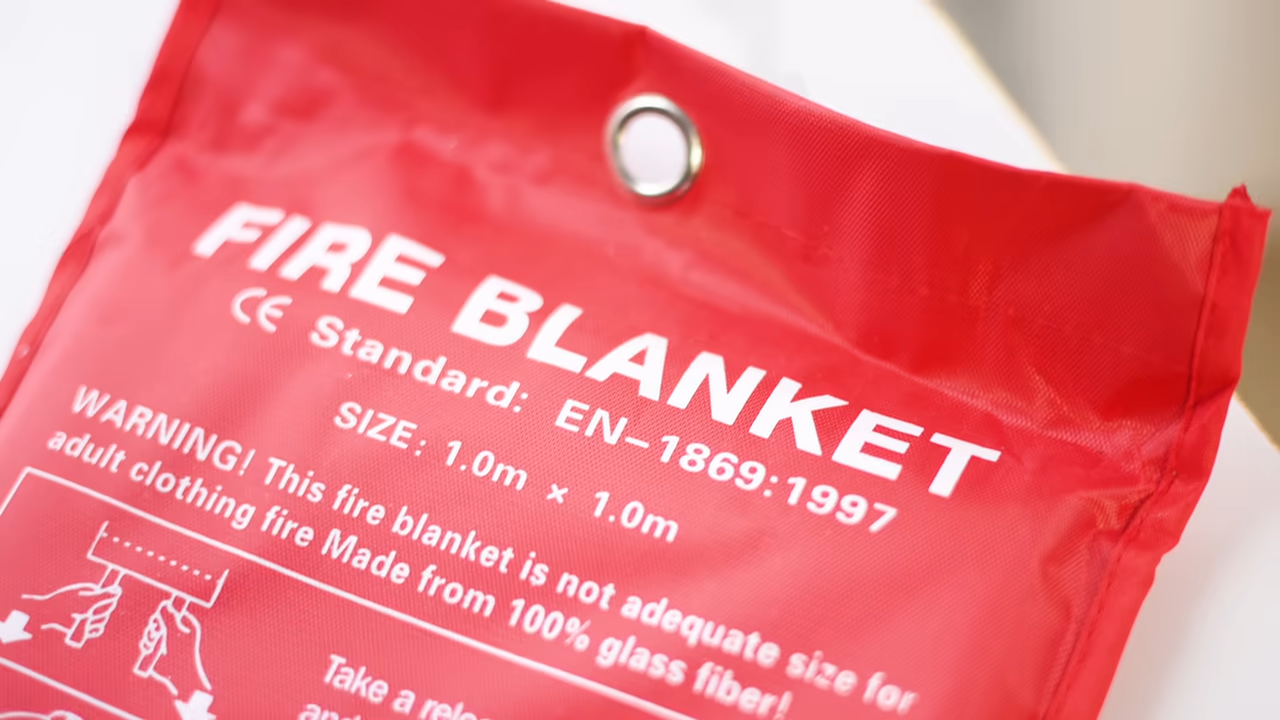 FIRE BLANKET
CE Standard: EN-1869:1997
SIZE: 1.0m × 1.0m
WARNING! This fire blanket is not adequate size for
adult clothing fire Made from 100% glass fiber!
Take a